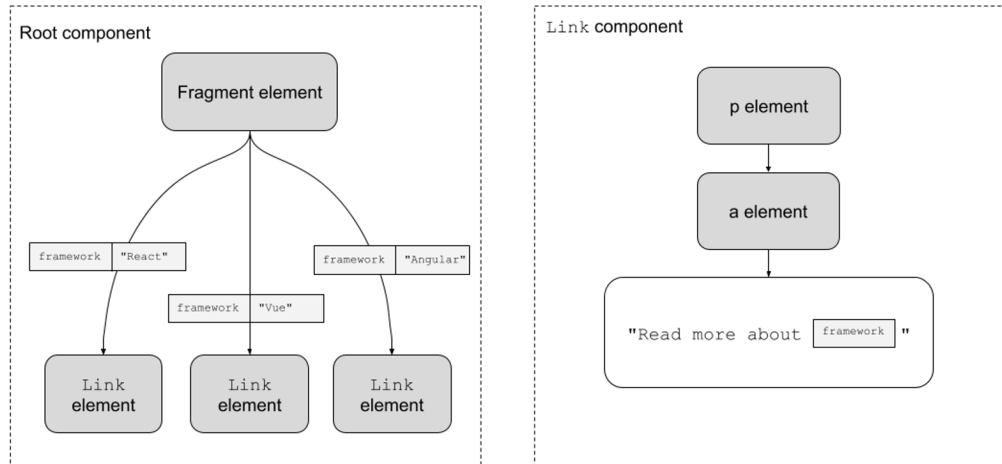 Root component
Fragment element
framework "React"
framework "Angular"
framework "Vue"
Link
element
Link
element
Link
element
Link component
p element
a element
"Read more about framework "